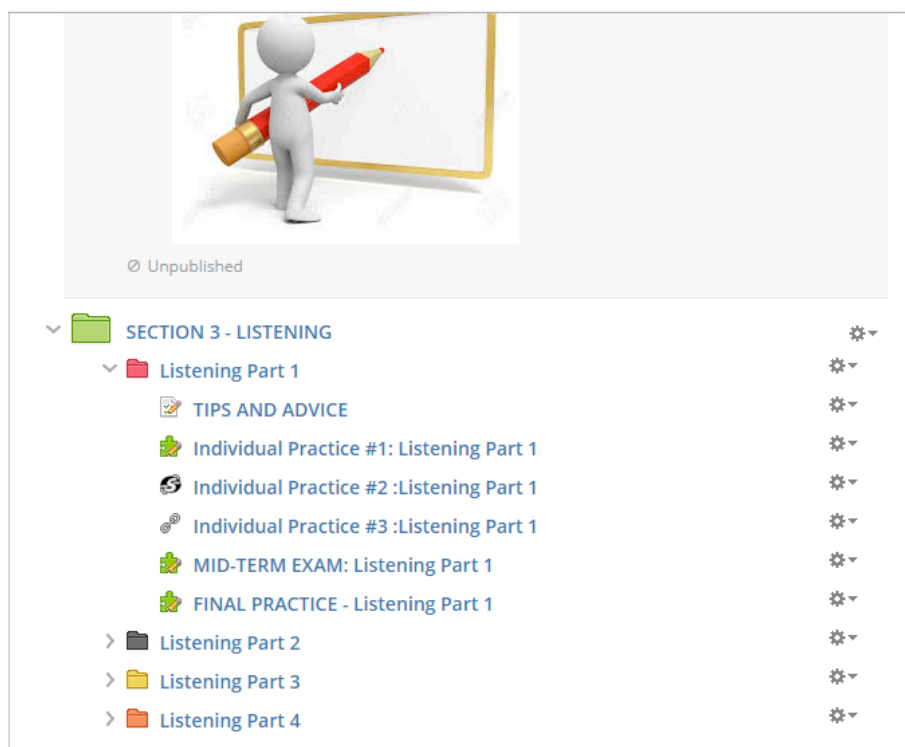 Unpublished
SECTION 3 - LISTENING
Listening Part 1
TIPS AND ADVICE
Individual Practice #1: Listening Part 1
Individual Practice #2 :Listening Part 1
Individual Practice #3 :Listening Part 1
MID-TERM EXAM: Listening Part 1
FINAL PRACTICE - Listening Part 1
Listening Part 2
Listening Part 3
Listening Part 4